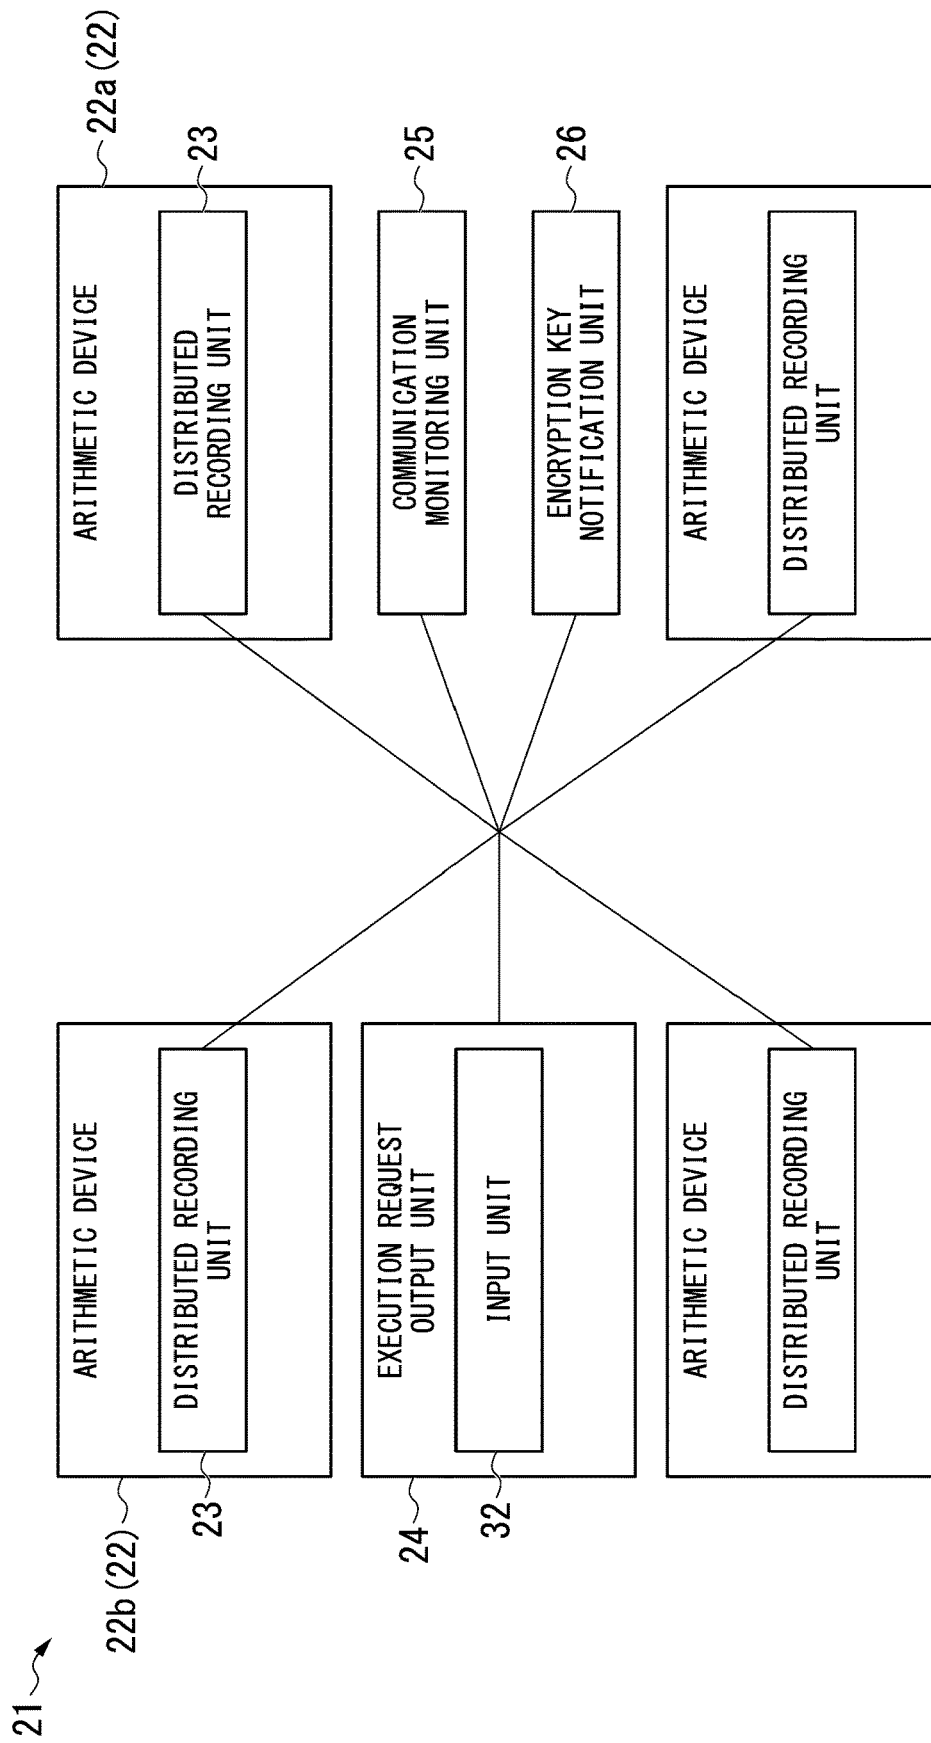 21
22b(22)
ARITHMETIC DEVICE
DISTRIBUTED RECORDING
UNIT
23
24
EXECUTION REQUEST
OUTPUT UNIT
INPUT UNIT
32
ARITHMETIC DEVICE
DISTRIBUTED RECORDING
UNIT
22a(22)
ARITHMETIC DEVICE
DISTRIBUTED
RECORDING UNIT
23
COMMUNICATION
MONITORING UNIT
25
ENCRYPTION KEY
NOTIFICATION UNIT
26
ARITHMETIC DEVICE
DISTRIBUTED RECORDING
UNIT